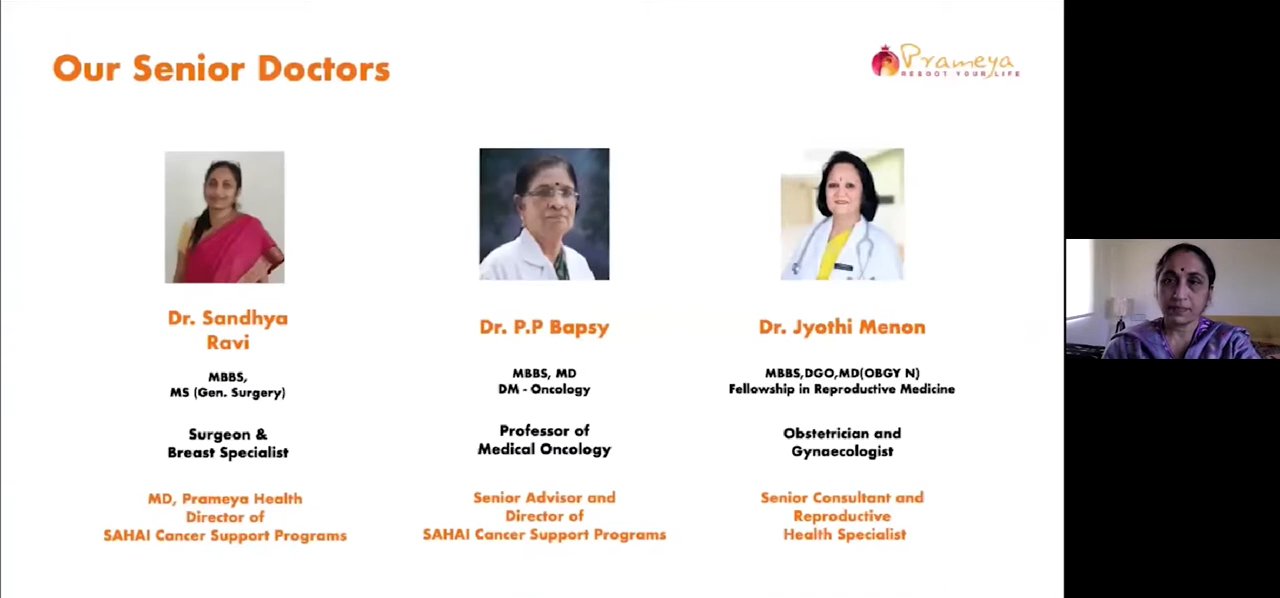 Our Senior Doctors
Prameya
REBOOT YOUR LIFE
Dr. Sandhya
Ravi
MBBS,
MS (Gen. Surgery)
Surgeon &
Breast Specialist
MD, Prameya Health
Director of
SAHAI Cancer Support Programs
Dr. P.P Bapsy
MBBS, MD
DM - Oncology
Professor of
Medical Oncology
Senior Advisor and
Director of
SAHAI Cancer Support Programs
Dr. Jyothi Menon
MBBS,DGO,MD(OBGY N)
Fellowship in Reproductive Medicine
Obstetrician and
Gynaecologist
Senior Consultant and
Reproductive
Health Specialist